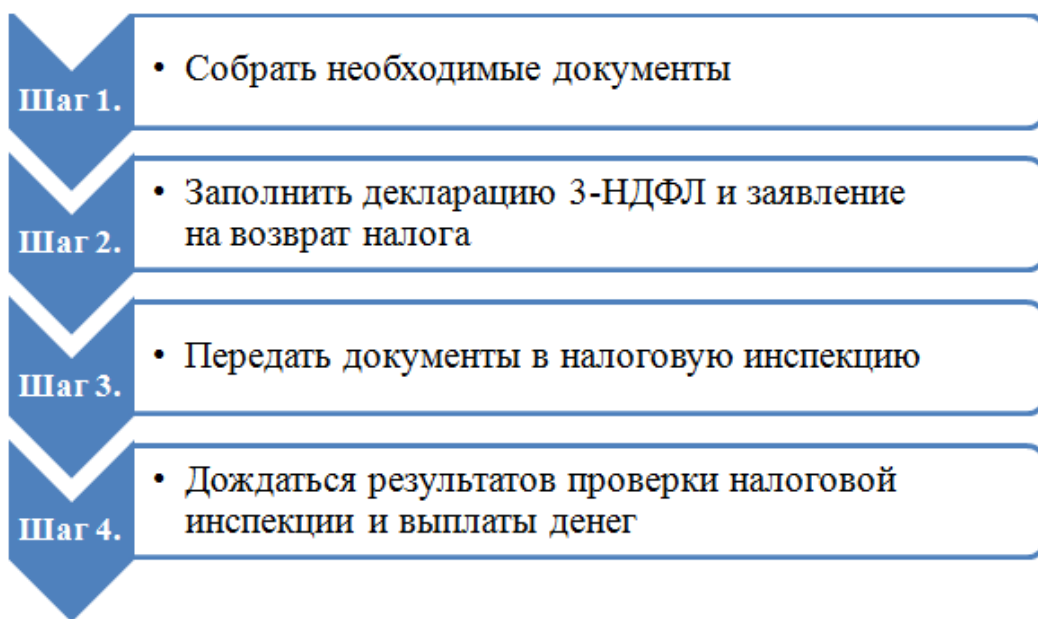 Шаг 1.
• Собрать необходимые документы
Шаг 2.
• Заполнить декларацию 3-НДФЛ и заявление
на возврат налога
Шаг 3.
• Передать документы в налоговую инспекцию
Шаг 4.
• Дождаться результатов проверки налоговой
инспекции и выплаты денег